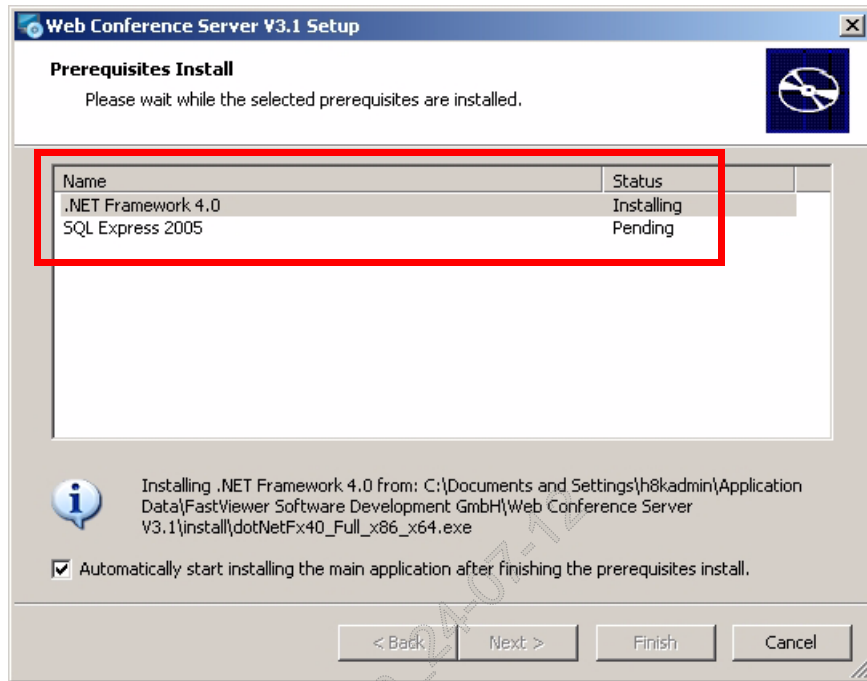 Web Conference Server V3.1 Setup
Prerequisites Install
Please wait while the selected prerequisites are installed.
Name Status
.NET Framework 4.0 Installing
SQL Express 2005 Pending
Installing .NET Framework 4.0 from: C:\Documents and Settings\h8kadmin\Application
Data\FastViewer Software Development GmbH\Web Conference Server
V3.1\install\dotNetFx40_Full_x86_x64.exe
Automatically start installing the main application after finishing the prerequisites install.
< Back Next > Finish Cancel
24-07-12